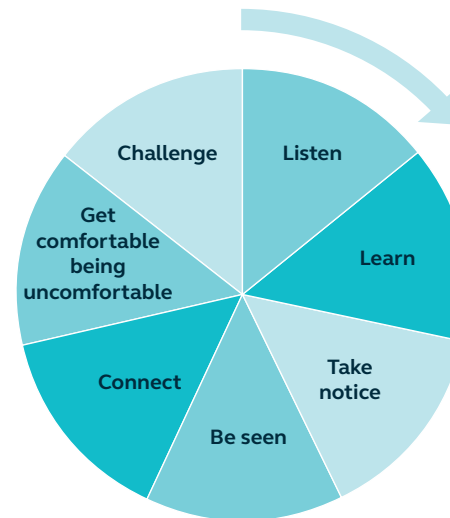 Listen
Learn
Take
notice
Be seen
Connect
Get
comfortable
being
uncomfortable
Challenge